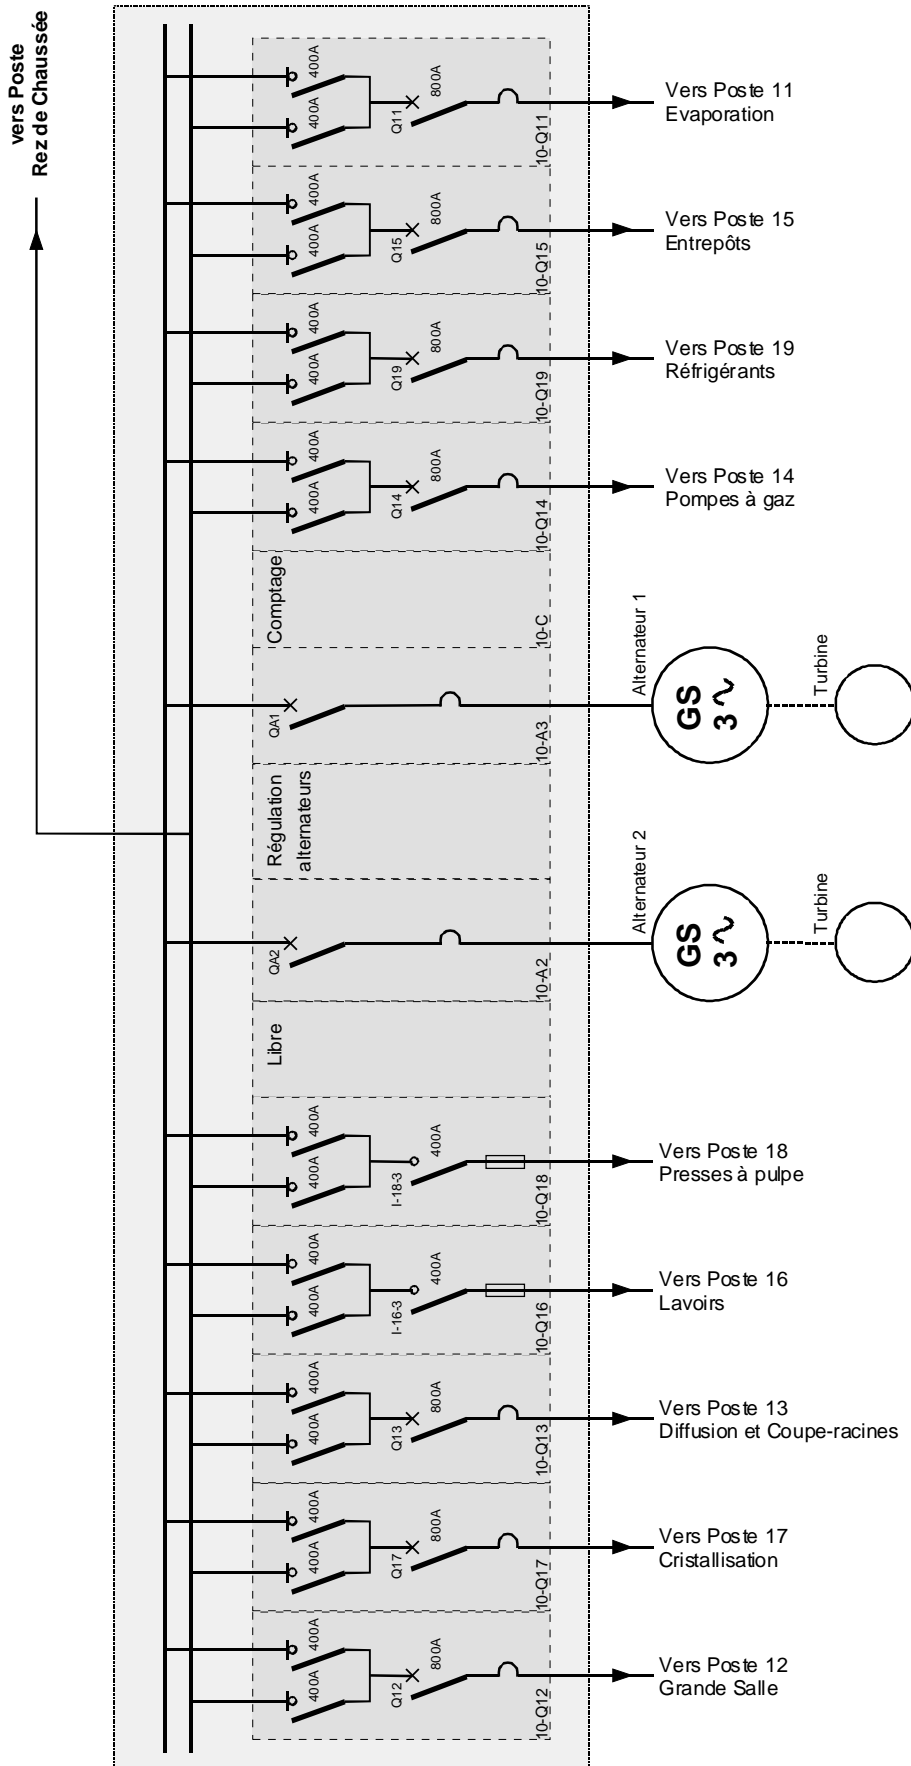 vers Poste
Rez de Chaussée
400A
400A
Q11
800A
10-Q11
Vers Poste 11
Evaporation
400A
400A
Q15
800A
10-Q15
Vers Poste 15
Entrepôts
400A
400A
Q19
800A
10-Q19
Vers Poste 19
Réfrigérants
400A
400A
Q14
800A
10-Q14
Vers Poste 14
Pompes à gaz
Comptage
10-C
QA1
10-A3
Alternateur 1
GS
3
Turbine
Régulation
alternateurs
QA2
10-A2
Alternateur 2
GS
3
Turbine
Libre
400A
400A
I-18-3
400A
10-Q18
Vers Poste 18
Presses à pulpe
400A
400A
I-16-3
400A
10-Q16
Vers Poste 16
Lavoirs
400A
400A
Q13
800A
10-Q13
Vers Poste 13
Diffusion et Coupe-racines
400A
400A
Q17
800A
10-Q17
Vers Poste 17
Cristallisation
400A
400A
Q12
800A
10-Q12
Vers Poste 12
Grande Salle